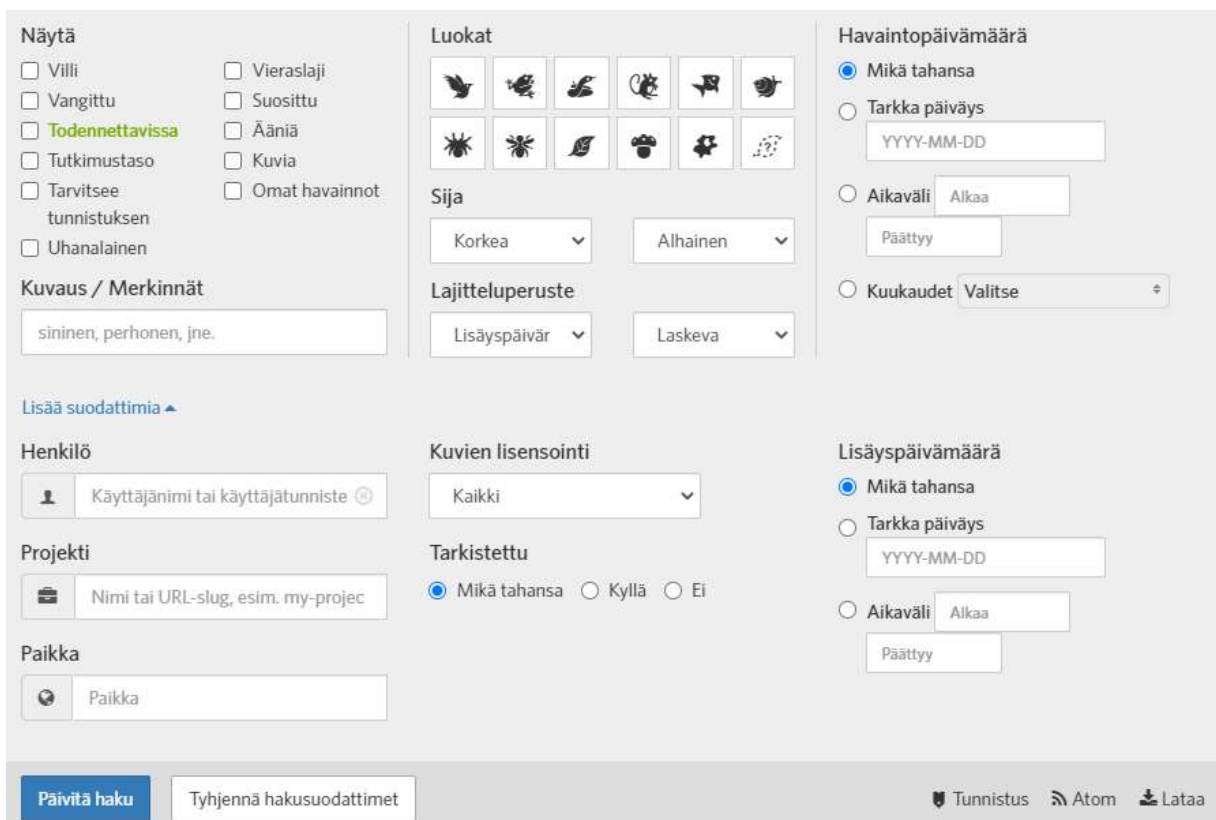 Näytä
Villi
Vangittu
Todennettavissa
Tutkimustaso
Tarvitsee
tunnistuksen
Uhanalainen
Vieraslaji
Suosittu
Ääniä
Kuvia
Omat havainnot
Kuvaus / Merkinnät
sininen, perhonen, jne.
Luokat
Sija
Korkea
Alhainen
Lajitteluperuste
Lisäyspäivär
Laskeva
Havaintopäivämäärä
Mikä tahansa
Tarkka päiväys
YYYY-MM-DD
Aikaväli Alkaa
Päättyy
Kuukaudet Valitse
Lisää suodattimia
Henkilö
Käyttäjänimi tai käyttäjätunniste
Projekti
Nimi tai URL-slug, esim. my-projec
Paikka
Paikka
Kuvien lisensointi
Kaikki
Tarkistettu
Mikä tahansa Kyllä Ei
Lisäyspäivämäärä
Mikä tahansa
Tarkka päiväys
YYYY-MM-DD
Aikaväli Alkaa
Päättyy
Päivitä haku
Tyhjennä hakusuodattimet
Tunnistus Atom Lataa